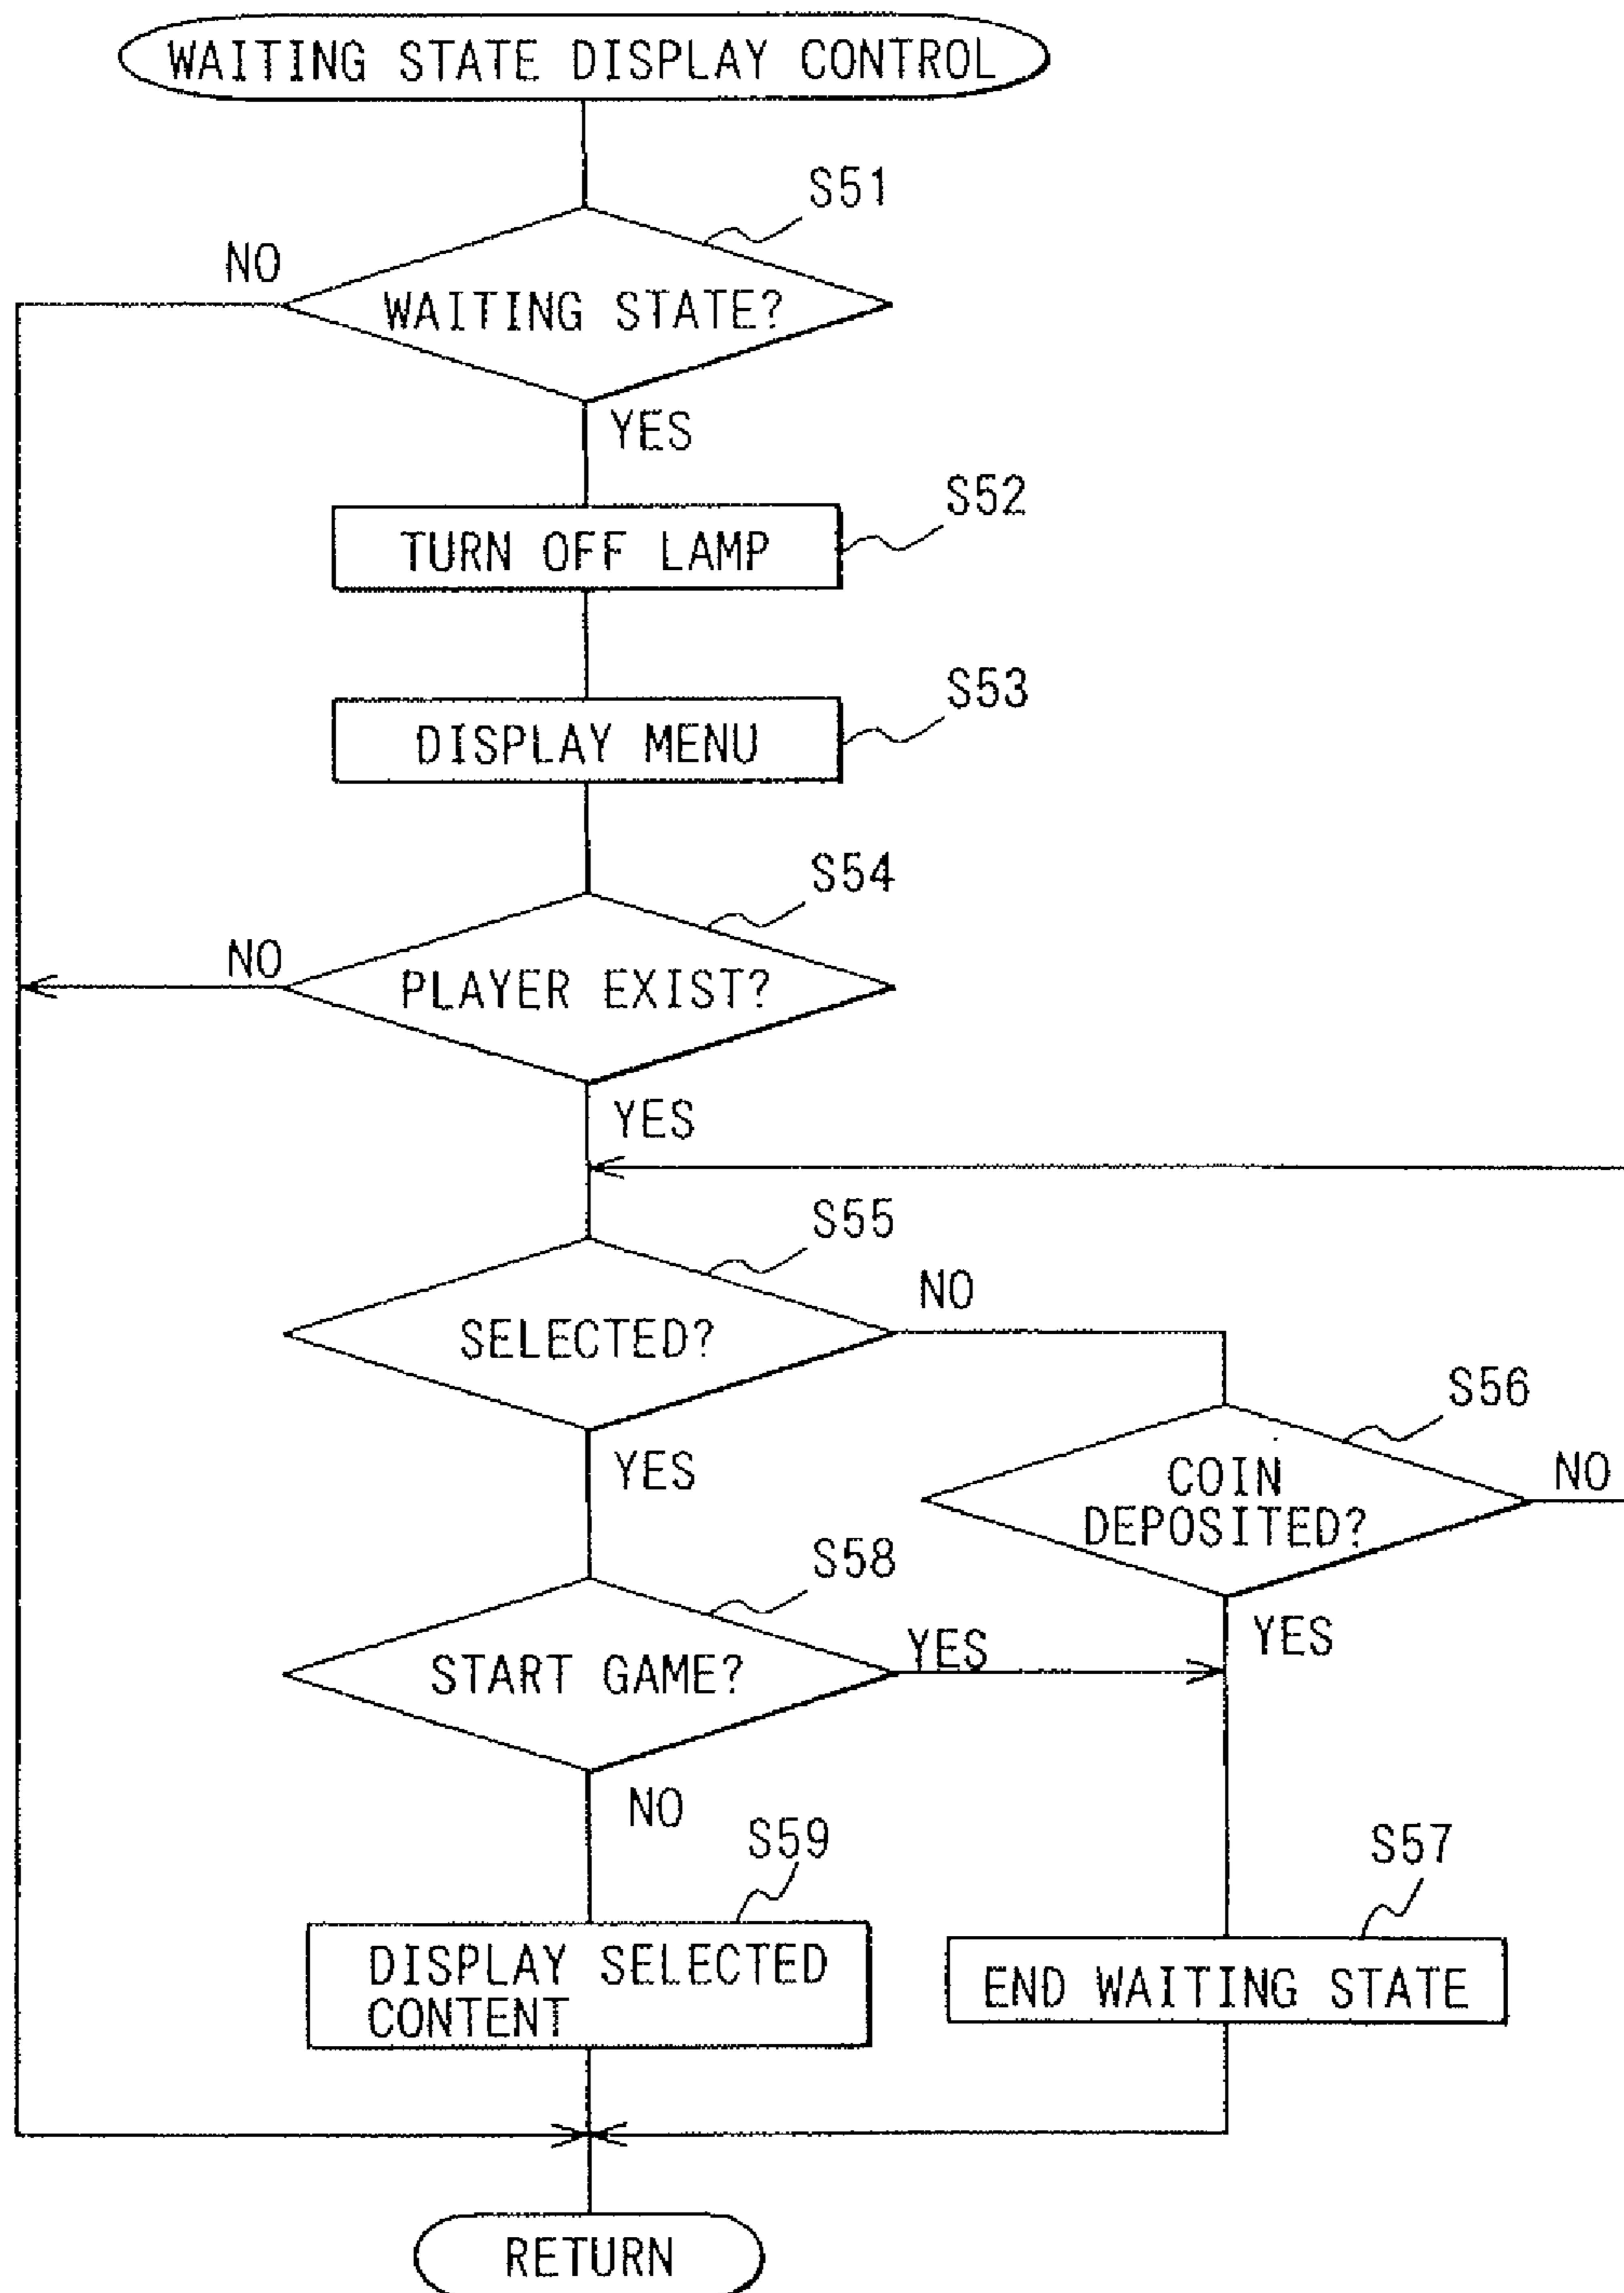 WAITING STATE DISPLAY CONTROL
S51
NO
WAITING STATE?
YES
S52
TURN OFF LAMP
S53
DISPLAY MENU
S54
NO
PLAYER EXIST?
YES
S55
NO
SELECTED?
S56
YES
COIN
DEPOSITED?
NO
S58
YES
YES
START GAME?
NO
S59
S57
DISPLAY SELECTED
CONTENT
END WAITING STATE
RETURN